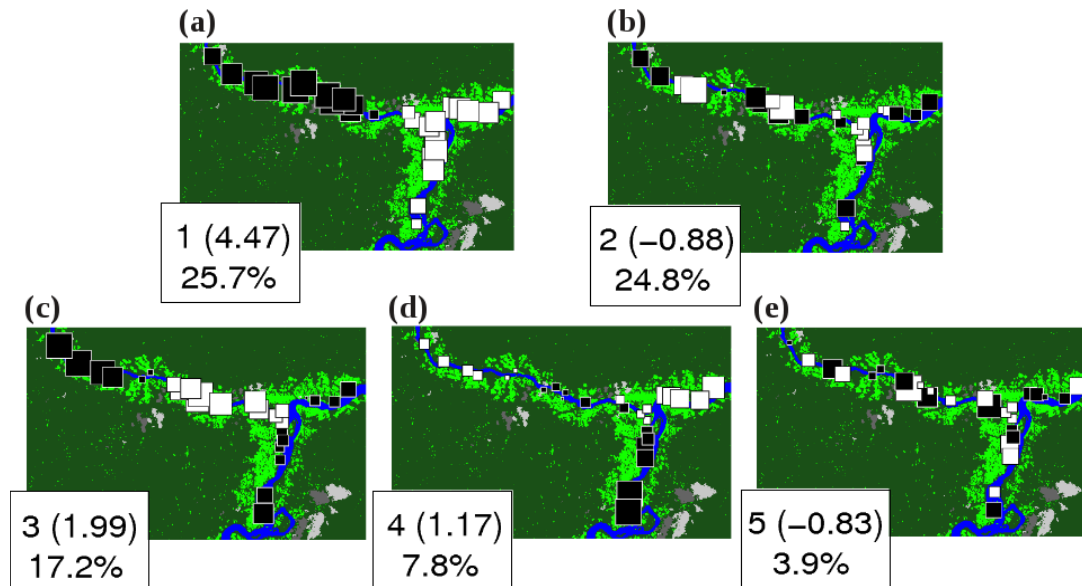 (a)
1 (4.47)
25.7%
(b)
2 (−0.88)
24.8%
(c)
3 (1.99)
17.2%
(d)
4 (1.17)
7.8%
(e)
5 (−0.83)
3.9%